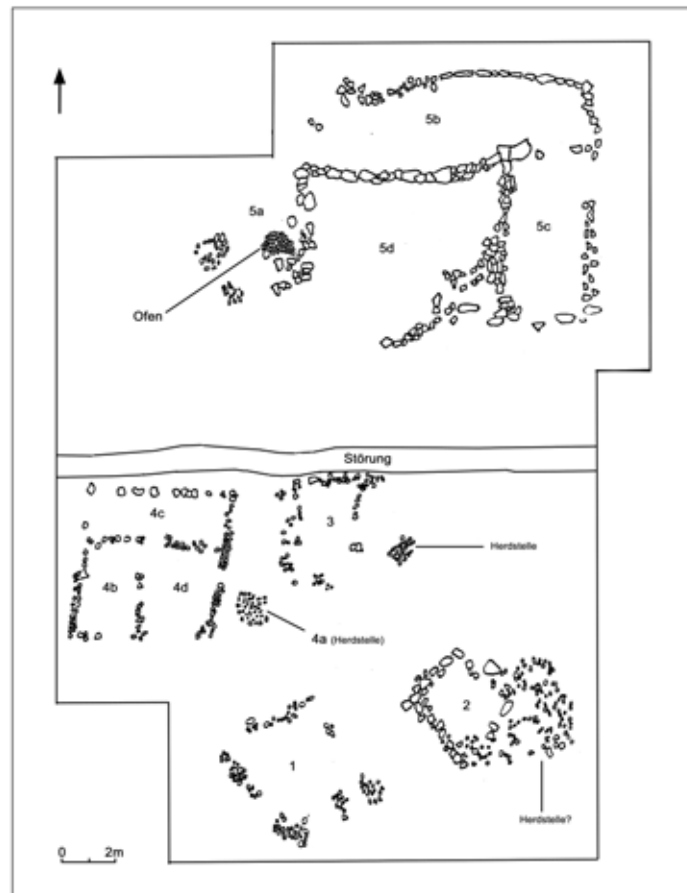 5b
5a
5c
5d
Ofen
Störung
4c
3
Herdstelle
4b
4d
4a (Herdstelle)
2
1
Herdstelle?
0 2m